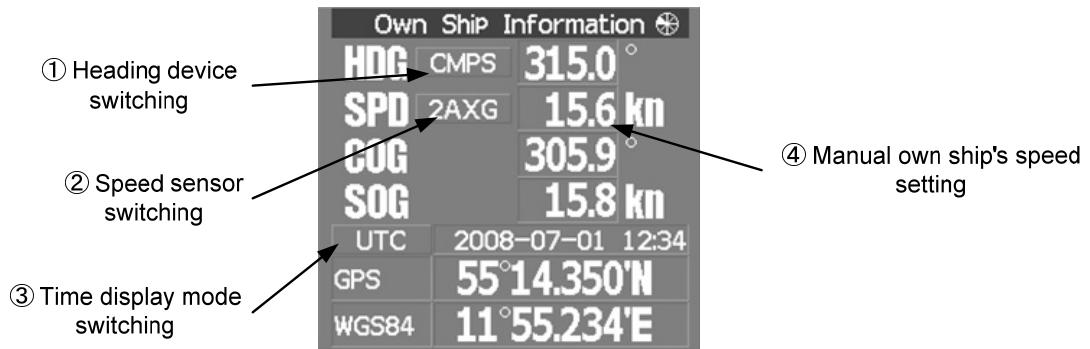 Own Ship Information
HDG CMPS 315.0 °
SPD 2AXG 15.6 kn
COG 305.9 °
SOG 15.8 kn
UTC 2008-07-01 12:34
GPS 55°14.350'N
WGS84 11°55.234'E
① Heading device
switching
② Speed sensor
switching
③ Time display mode
switching
④ Manual own ship's speed
setting